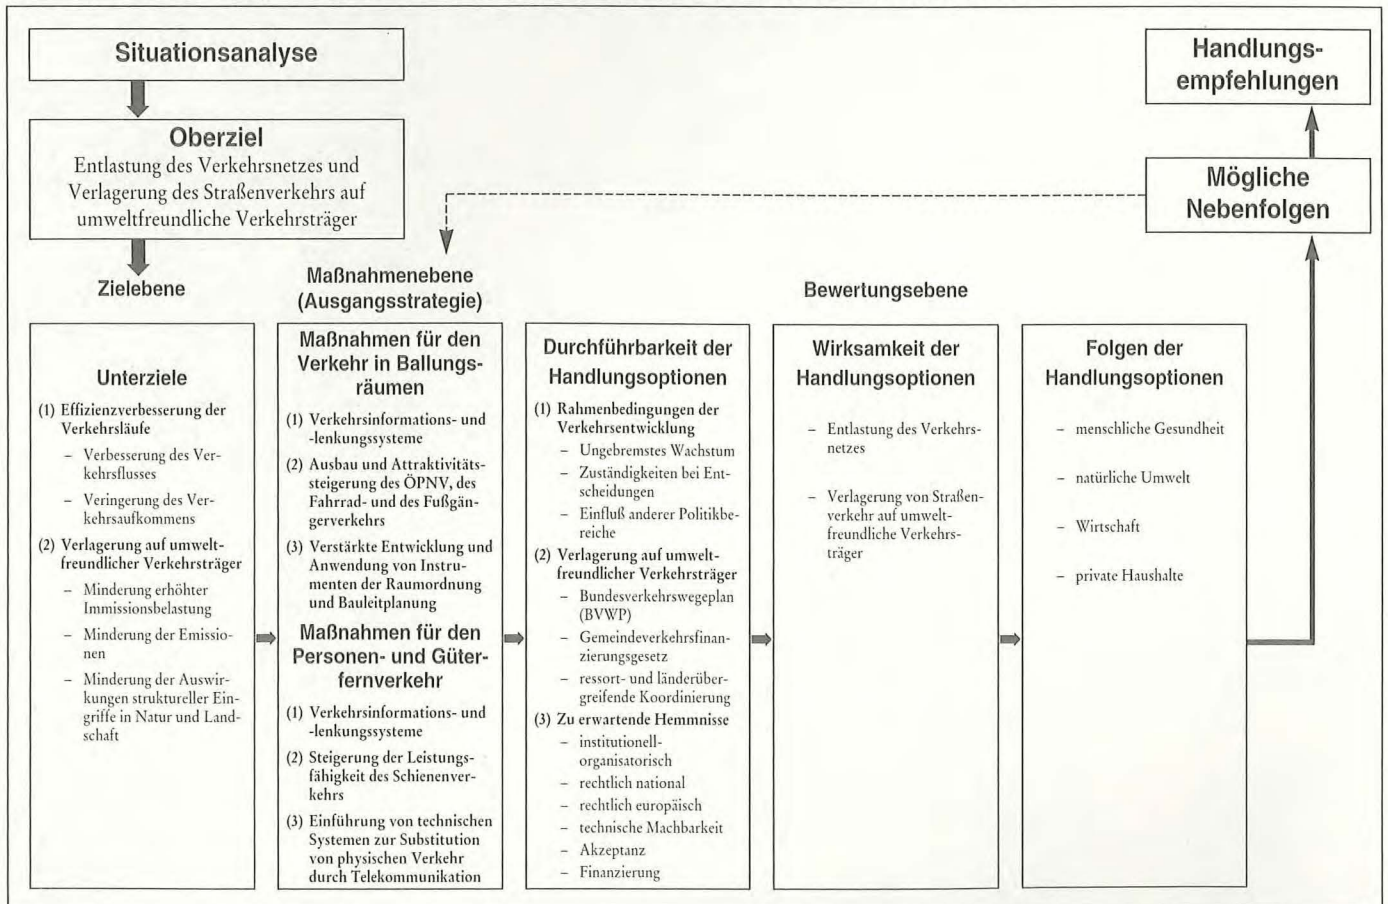 Situationsanalyse
Oberziel
Entlastung des Verkehrsnetzes und
Verlagerung des Straßenverkehrs auf
umweltfreundliche Verkehrsträger
Handlungs-
empfehlungen
Mögliche
Nebenfolgen
Zielebene
Maßnahmenebene
(Ausgangsstrategie)
Bewertungsebene
Unterziele
(1) Effizienzverbesserung der
Verkehrsläufe
– Verbesserung des Ver-
kehrsflusses
– Veringerung des Ver-
kehrsaufkommens
(2) Verlagerung auf umwelt-
freundlicher Verkehrsträger
– Minderung erhöhter
Immissionsbelastung
– Minderung der Emissio-
nen
– Minderung der Auswir-
kungen struktureller Ein-
griffe in Natur und Land-
schaft
Maßnahmen für den
Verkehr in Ballungs-
räumen
(1) Verkehrsinformations- und
-lenkungssysteme
(2) Ausbau und Attraktivitäts-
steigerung des ÖPNV, des
Fahrrad- und des Fußgän-
gerverkehrs
(3) Verstärkte Entwicklung und
Anwendung von Instru-
menten der Raumordnung
und Bauleitplanung
Maßnahmen für den
Personen- und Güter-
fernverkehr
(1) Verkehrsinformations- und
-lenkungssysteme
(2) Steigerung der Leistungs-
fähigkeit des Schienenver-
kehrs
(3) Einführung von technischen
Systemen zur Substitution
von physischen Verkehr
durch Telekommunikation
Durchführbarkeit der
Handlungsoptionen
(1) Rahmenbedingungen der
Verkehrsentwicklung
– Ungebremstes Wachstum
– Zuständigkeiten bei Ent-
scheidungen
– Einfluß anderer Politikbe-
reiche
(2) Verlagerung auf umwelt-
freundlicher Verkehrsträger
– Bundesverkehrswegeplan
(BVWP)
– Gemeindeverkehrsfinan-
zierungsgesetz
– ressort- und länderüber-
greifende Koordinierung
(3) Zu erwartende Hemmnisse
– institutionell-
organisatorisch
– rechtlich national
– rechtlich europäisch
– technische Machbarkeit
– Akzeptanz
– Finanzierung
Wirksamkeit der
Handlungsoptionen
– Entlastung des Verkehrs-
netzes
– Verlagerung von Straßen-
verkehr auf umwelt-
freundliche Verkehrs-
träger
Folgen der
Handlungsoptionen
– menschliche Gesundheit
– natürliche Umwelt
– Wirtschaft
– private Haushalte